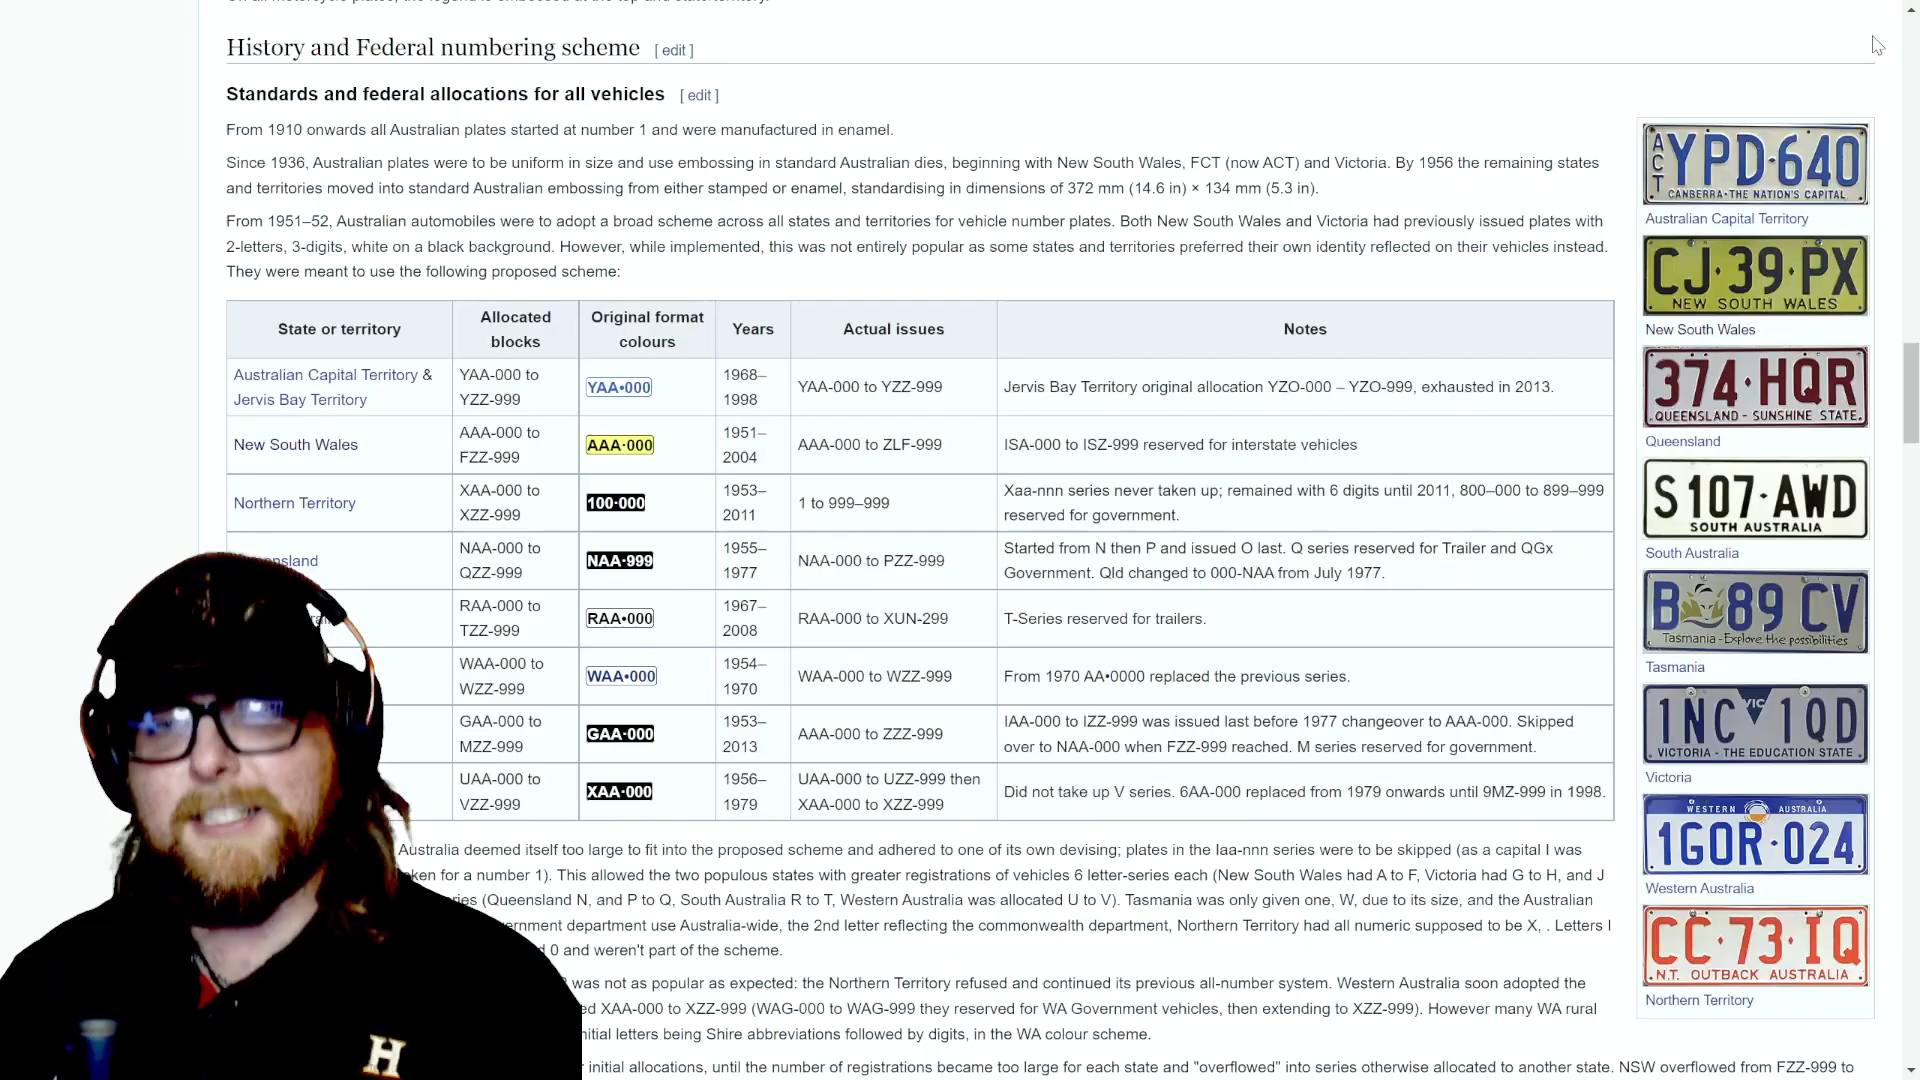 History and Federal numbering scheme [ edit ]
Standards and federal allocations for all vehicles [ edit ]
From 1910 onwards all Australian plates started at number 1 and were manufactured in enamel.
Since 1936, Australian plates were to be uniform in size and use embossing in standard Australian dies, beginning with New South Wales, FCT (now ACT) and Victoria. By 1956 the remaining states
and territories moved into standard Australian embossing from either stamped or enamel, standardising in dimensions of 372 mm (14.6 in) × 134 mm (5.3 in).
From 1951–52, Australian automobiles were to adopt a broad scheme across all states and territories for vehicle number plates. Both New South Wales and Victoria had previously issued plates with
2-letters, 3-digits, white on a black background. However, while implemented, this was not entirely popular as some states and territories preferred their own identity reflected on their vehicles instead.
They were meant to use the following proposed scheme:
State or territory
Allocated
blocks
Original format
colours
Years
Actual issues
Notes
Australian Capital Territory &
Jervis Bay Territory
YAA-000 to
YZZ-999
YAA•000
1968–
1998
YAA-000 to YZZ-999
Jervis Bay Territory original allocation YZO-000 – YZO-999, exhausted in 2013.
New South Wales
AAA-000 to
FZZ-999
AAA·000
1951–
2004
AAA-000 to ZLF-999
ISA-000 to ISZ-999 reserved for interstate vehicles
Northern Territory
XAA-000 to
XZZ-999
100·000
1953–
2011
1 to 999–999
Xaa-nnn series never taken up; remained with 6 digits until 2011, 800–000 to 899–999
reserved for government.
nsland
NAA-000 to
QZZ-999
NAA·999
1955–
1977
NAA-000 to PZZ-999
Started from N then P and issued O last. Q series reserved for Trailer and QGx
Government. Qld changed to 000-NAA from July 1977.
RAA-000 to
TZZ-999
RAA•000
1967–
2008
RAA-000 to XUN-299
T-Series reserved for trailers.
WAA-000 to
WZZ-999
WAA•000
1954–
1970
WAA-000 to WZZ-999
From 1970 AA•0000 replaced the previous series.
GAA-000 to
MZZ-999
GAA·000
1953–
2013
AAA-000 to ZZZ-999
IAA-000 to IZZ-999 was issued last before 1977 changeover to AAA-000. Skipped
over to NAA-000 when FZZ-999 reached. M series reserved for government.
UAA-000 to
VZZ-999
XAA·000
1956–
1979
UAA-000 to UZZ-999 then
XAA-000 to XZZ-999
Did not take up V series. 6AA-000 replaced from 1979 onwards until 9MZ-999 in 1998.
Australia deemed itself too large to fit into the proposed scheme and adhered to one of its own devising; plates in the Iaa-nnn series were to be skipped (as a capital I was
ken for a number 1). This allowed the two populous states with greater registrations of vehicles 6 letter-series each (New South Wales had A to F, Victoria had G to H, and J
ries (Queensland N, and P to Q, South Australia R to T, Western Australia was allocated U to V). Tasmania was only given one, W, due to its size, and the Australian
ernment department use Australia-wide, the 2nd letter reflecting the commonwealth department, Northern Territory had all numeric supposed to be X, . Letters I
0 and weren't part of the scheme.
was not as popular as expected: the Northern Territory refused and continued its previous all-number system. Western Australia soon adopted the
ed XAA-000 to XZZ-999 (WAG-000 to WAG-999 they reserved for WA Government vehicles, then extending to XZZ-999). However many WA rural
nitial letters being Shire abbreviations followed by digits, in the WA colour scheme.
initial allocations, until the number of registrations became too large for each state and "overflowed" into series otherwise allocated to another state. NSW overflowed from FZZ-999 to
ACT
YPD·640
CANBERRA·THE NATION'S CAPITAL
Australian Capital Territory
CJ·39·PX
NEW SOUTH WALES
New South Wales
374·HQR
QUEENSLAND - SUNSHINE STATE
Queensland
S107·AWD
SOUTH AUSTRALIA
South Australia
B 89 CV
Tasmania - Explore the possibilities
Tasmania
1NC VIC 1QD
VICTORIA - THE EDUCATION STATE
Victoria
WESTERN AUSTRALIA
1GOR·024
Western Australia
CC·73·IQ
N.T. OUTBACK AUSTRALIA
Northern Territory
H